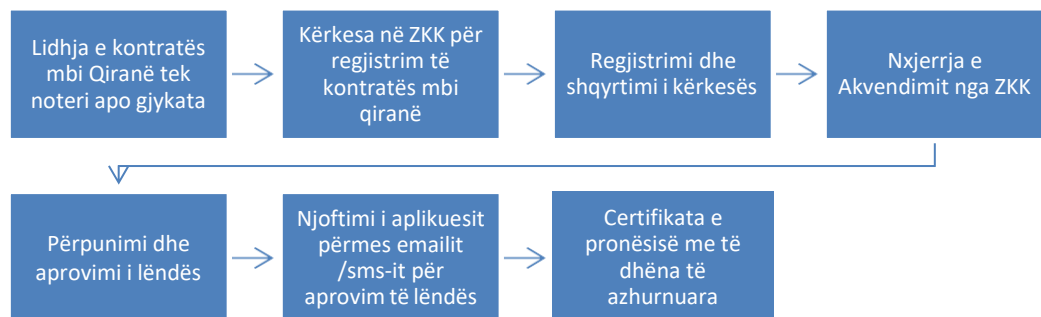 Lidhja e kontratës
mbi Qiranë tek
noteri apo gjykata
Kërkesa në ZKK për
regjistrim të
kontratës mbi
qiranë
Regjistrimi dhe
shqyrtimi i kërkesës
Nxjerrja e
Akvendimit nga ZKK
Përpunimi dhe
aprovimi i lëndës
Njoftimi i aplikuesit
përmes emailit
/sms-it për
aprovim të lëndës
Certifikata e
pronësisë me të
dhëna të
azhurnuara